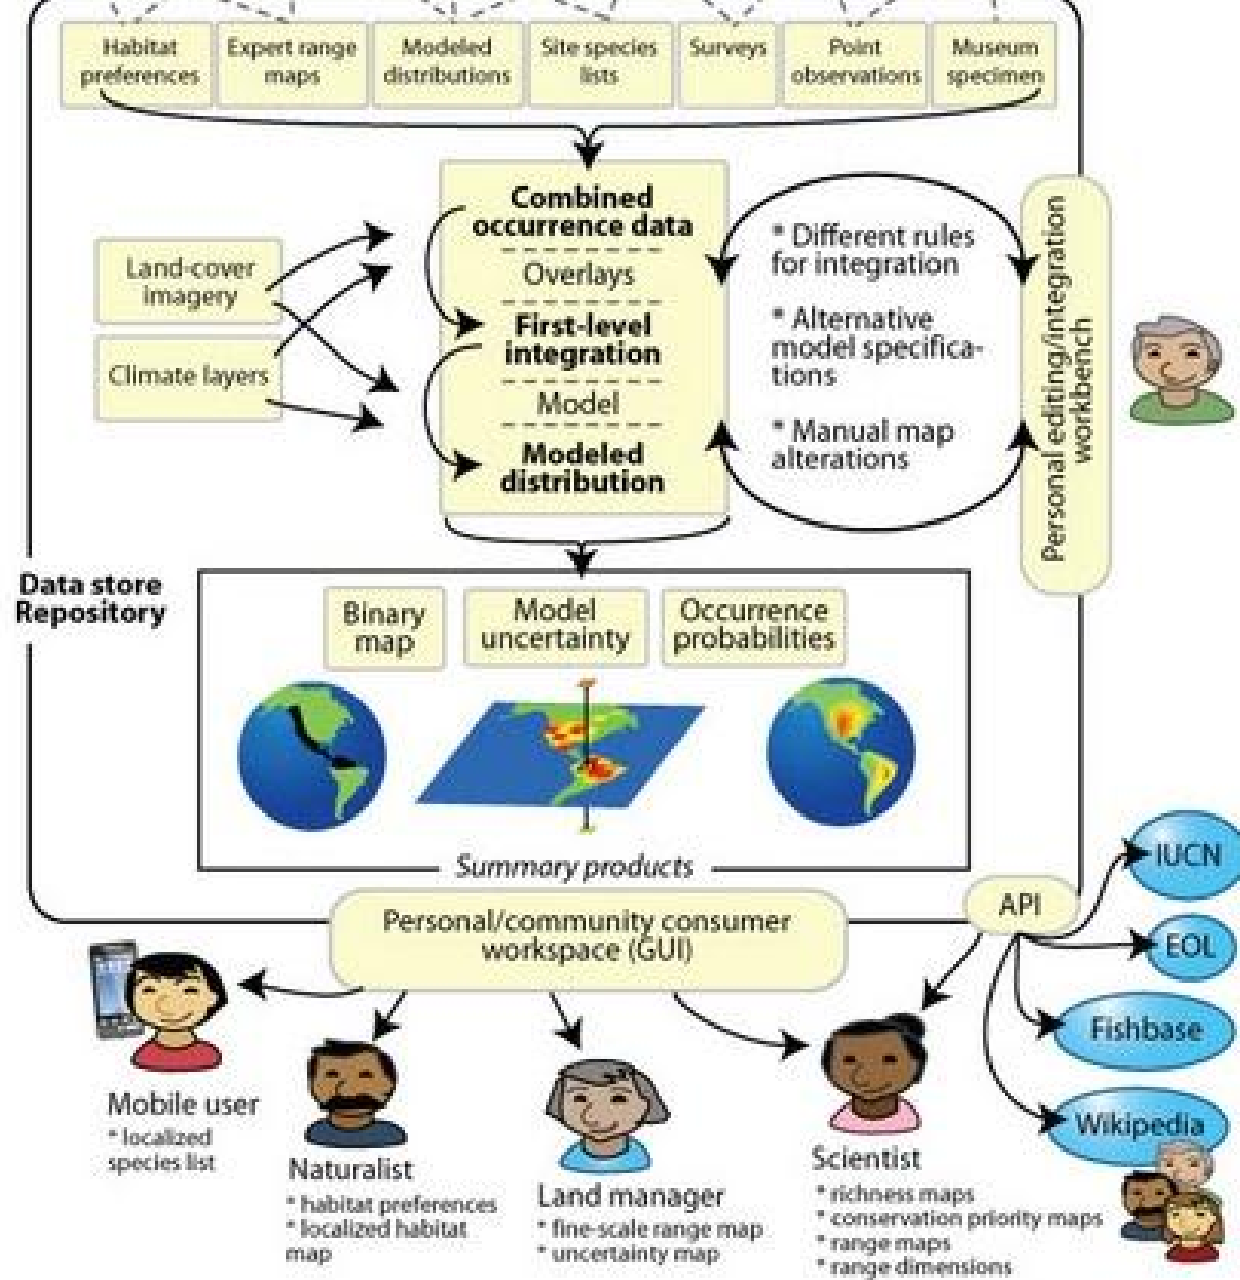 Habitat
preferences
Expert range
maps
Modeled
distributions
Site species
lists
Surveys
Point
observations
Museum
specimen
Combined
occurrence data
Overlays
First-level
integration
Model
Modeled
distribution
Land-cover
imagery
Climate layers
* Different rules
for integration
* Alternative
model specifica-
tions
* Manual map
alterations
Personal editing/integration
workbench
Data store
Repository
Binary
map
Model
uncertainty
Occurrence
probabilities
Summary products
Personal/community consumer
workspace (GUI)
API
IUCN
EOL
Fishbase
Wikipedia
Mobile user
* localized
species list
Naturalist
* habitat preferences
* localized habitat
map
Land manager
* fine-scale range map
* uncertainty map
Scientist
* richness maps
* conservation priority maps
* range maps
* range dimensions